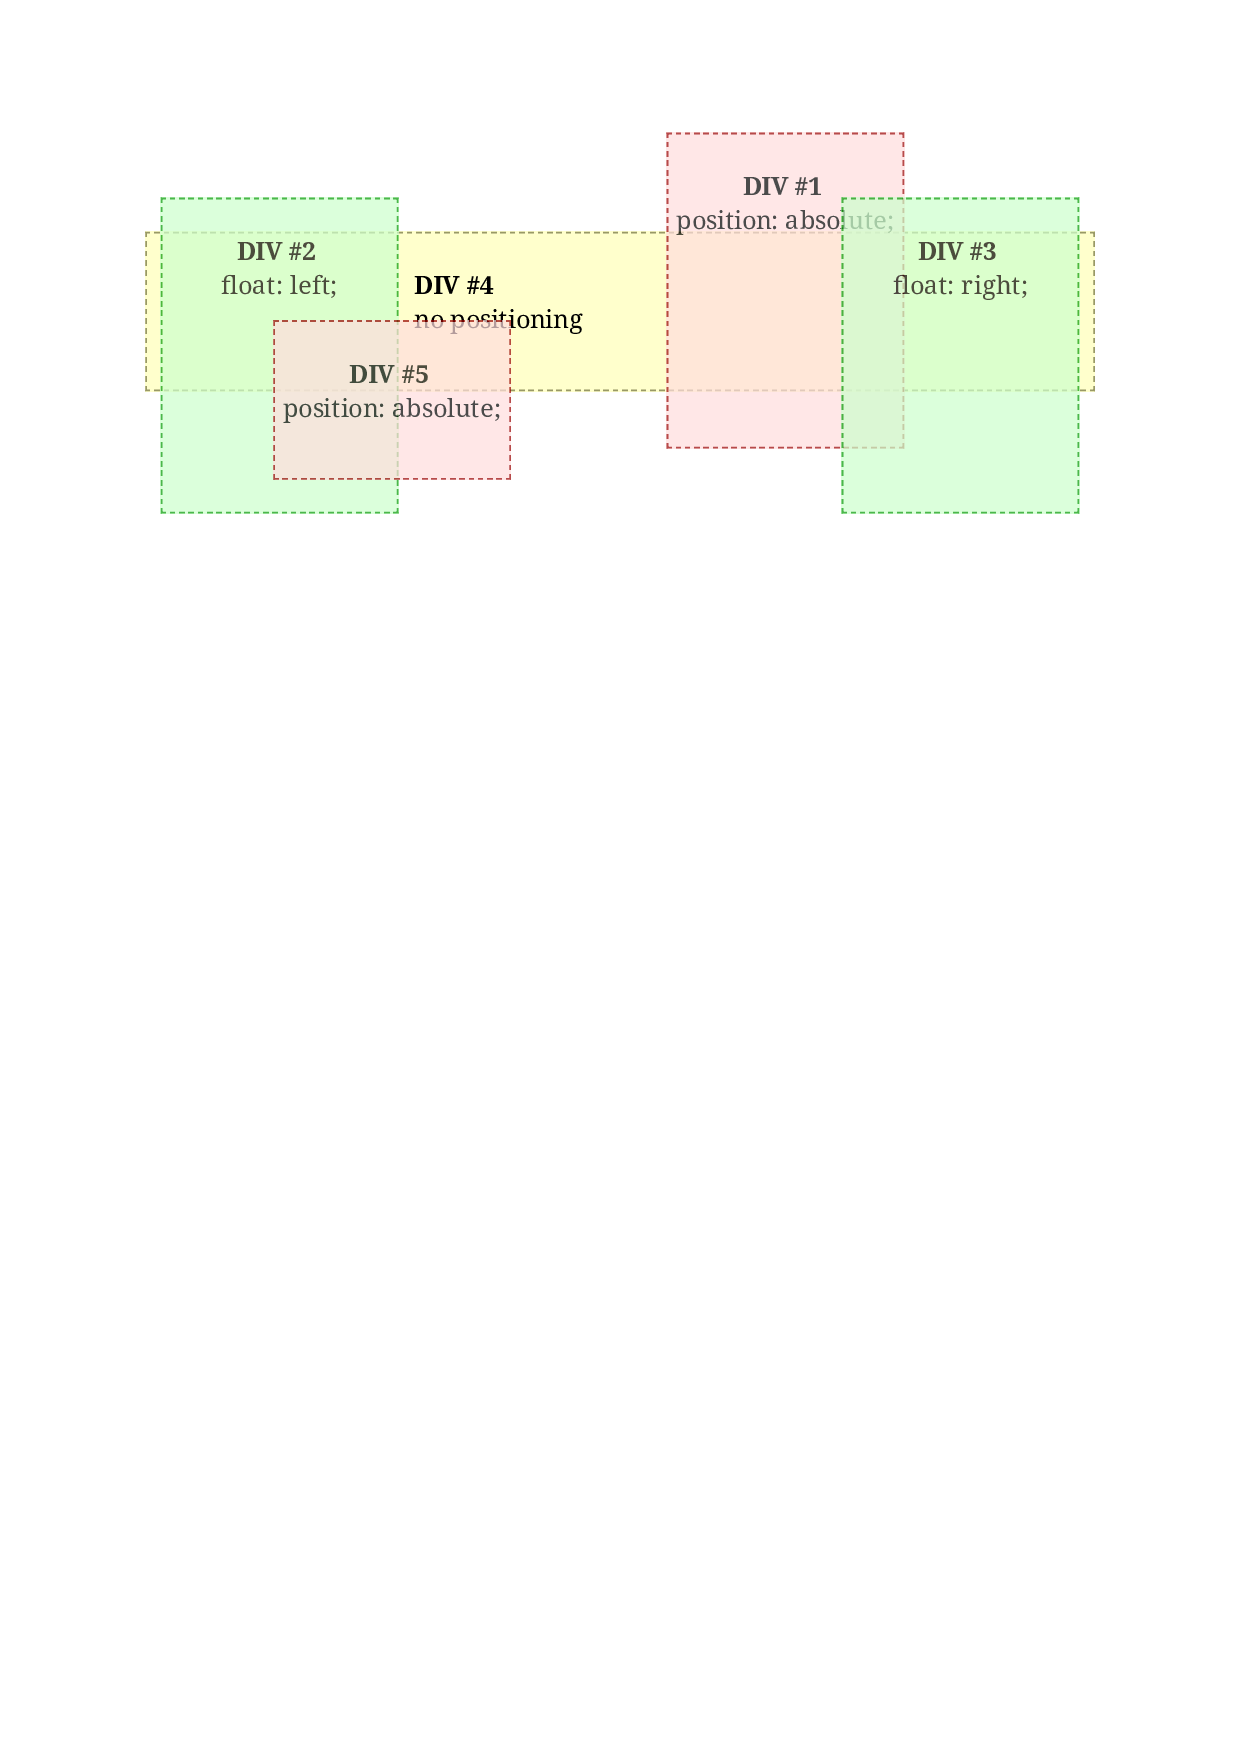 DIV #1
position: absolute;
DIV #2
float: left;
DIV #3
float: right;
DIV #4
no positioning
DIV #5
position: absolute;